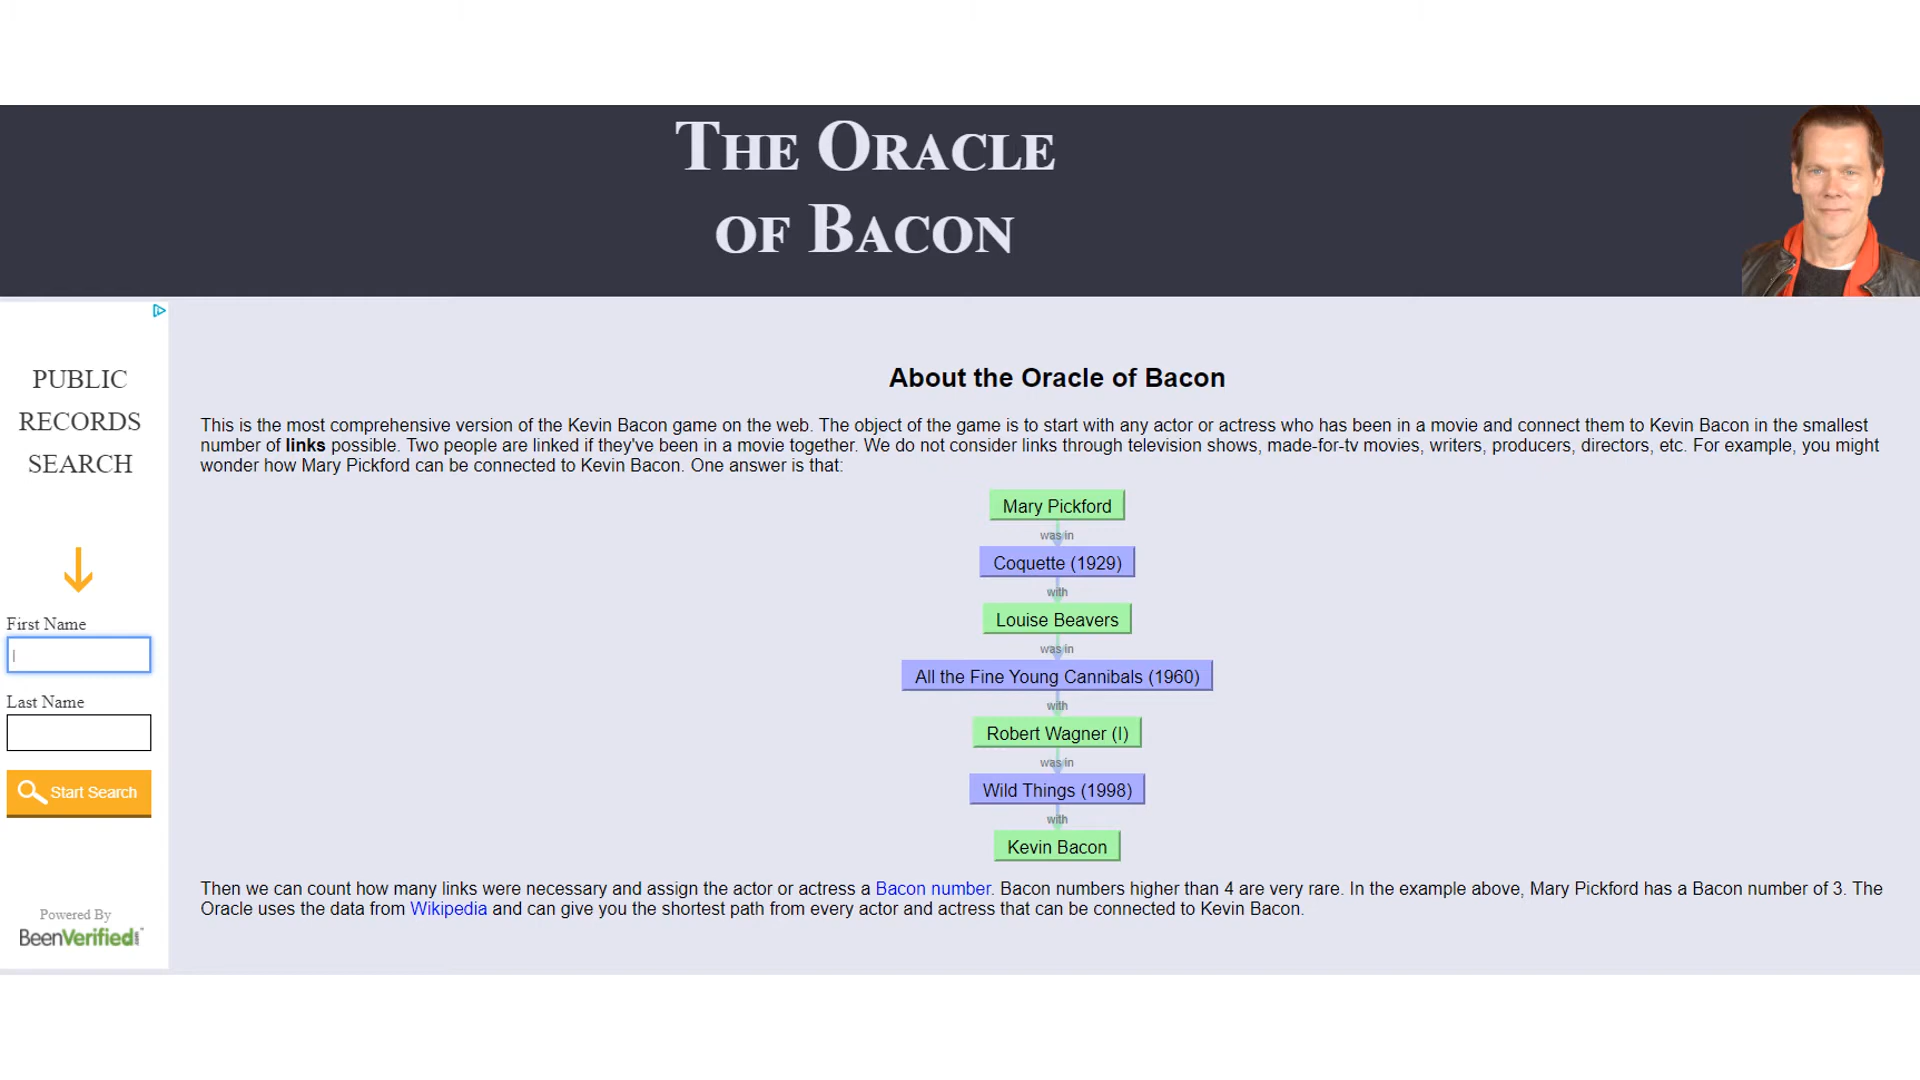 THE ORACLE
OF BACON
PUBLIC
RECORDS
SEARCH
First Name
Last Name
Start Search
Powered By
BeenVerified.com
About the Oracle of Bacon
This is the most comprehensive version of the Kevin Bacon game on the web. The object of the game is to start with any actor or actress who has been in a movie and connect them to Kevin Bacon in the smallest
number of links possible. Two people are linked if they've been in a movie together. We do not consider links through television shows, made-for-tv movies, writers, producers, directors, etc. For example, you might
wonder how Mary Pickford can be connected to Kevin Bacon. One answer is that:
Mary Pickford
was in
Coquette (1929)
with
Louise Beavers
was in
All the Fine Young Cannibals (1960)
with
Robert Wagner (I)
was in
Wild Things (1998)
with
Kevin Bacon
Then we can count how many links were necessary and assign the actor or actress a Bacon number. Bacon numbers higher than 4 are very rare. In the example above, Mary Pickford has a Bacon number of 3. The
Oracle uses the data from Wikipedia and can give you the shortest path from every actor and actress that can be connected to Kevin Bacon.